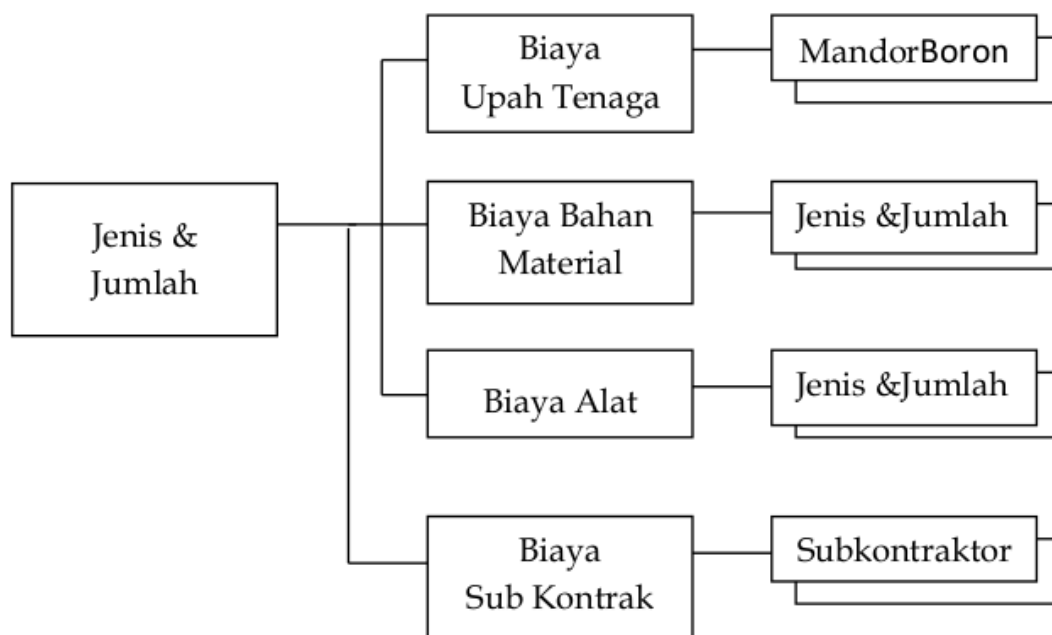 Jenis &
Jumlah
Biaya
Upah Tenaga
MandorBoron
Biaya Bahan
Material
Jenis &Jumlah
Biaya Alat
Jenis &Jumlah
Biaya
Sub Kontrak
Subkontraktor